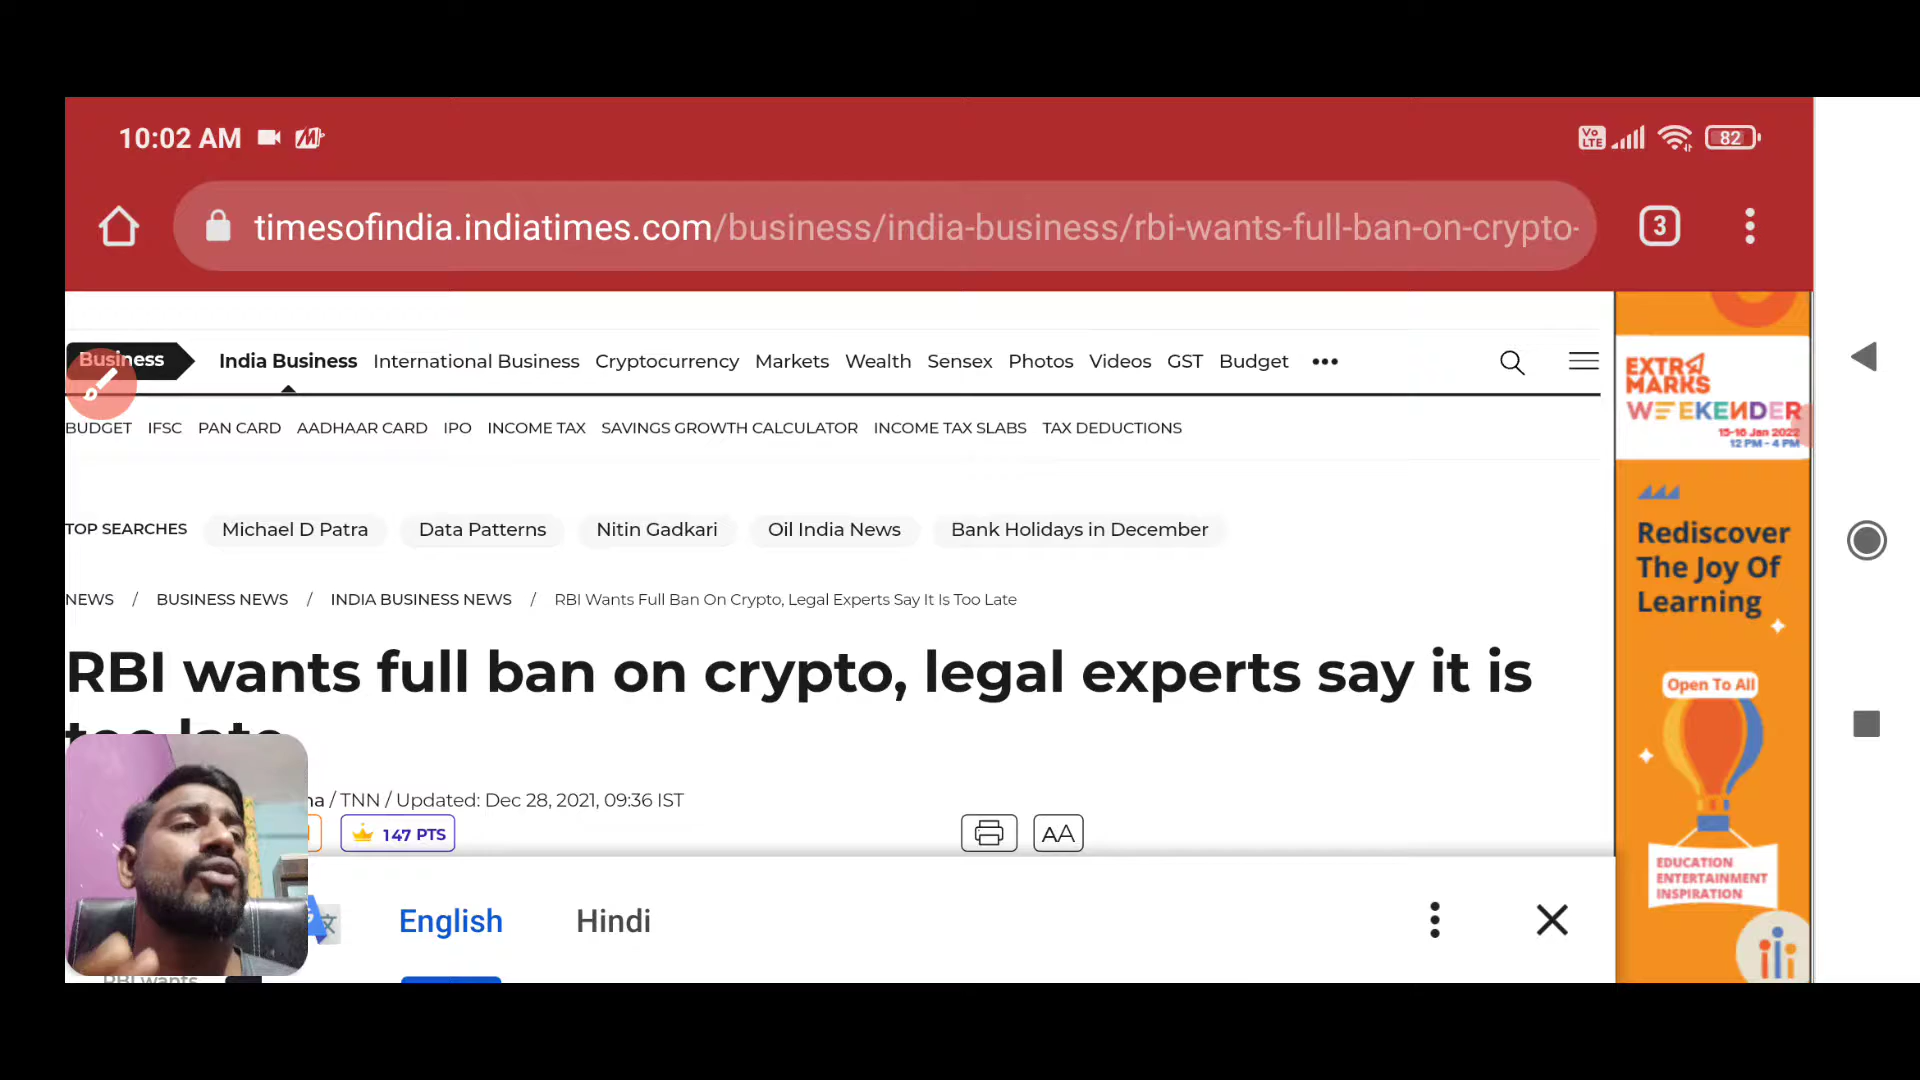 10:02 AM
Vo LTE
82
timesofindia.indiatimes.com/business/india-business/rbi-wants-full-ban-on-crypto-
3
Business
India Business International Business Cryptocurrency Markets Wealth Sensex Photos Videos GST Budget
BUDGET IFSC PAN CARD AADHAAR CARD IPO INCOME TAX SAVINGS GROWTH CALCULATOR INCOME TAX SLABS TAX DEDUCTIONS
TOP SEARCHES Michael D Patra Data Patterns Nitin Gadkari Oil India News Bank Holidays in December
NEWS / BUSINESS NEWS / INDIA BUSINESS NEWS / RBI Wants Full Ban On Crypto, Legal Experts Say It Is Too Late
RBI wants full ban on crypto, legal experts say it is
too late
/ TNN / Updated: Dec 28, 2021, 09:36 IST
147 PTS
AA
English Hindi
RBI wants
EXTRA
MARKS
WEEKENDER
15-16 Jan 2022
12 PM - 4 PM
Rediscover
The Joy Of
Learning
Open To All
EDUCATION
ENTERTAINMENT
INSPIRATION